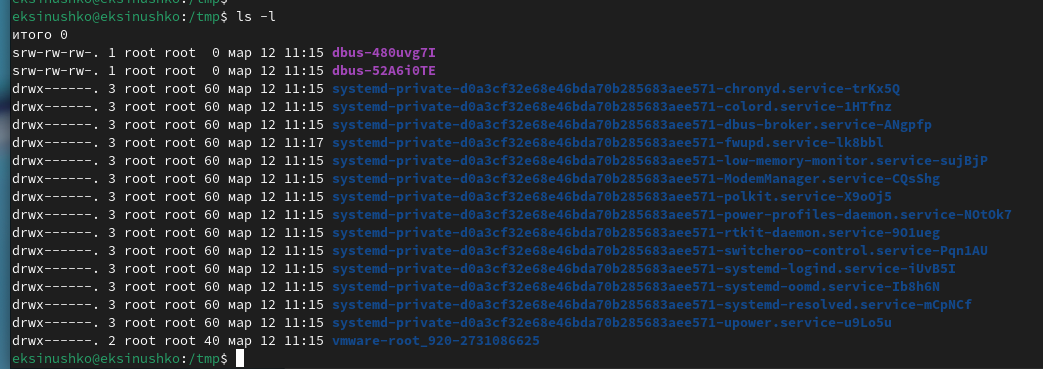 eksinushko@eksinushko:/tmp$
eksinushko@eksinushko:/tmp$ ls -l
итого 0
srw-rw-rw-. 1 root root  0 мар 12 11:15 dbus-480uvg7I
srw-rw-rw-. 1 root root  0 мар 12 11:15 dbus-52A6i0TE
drwx------. 3 root root 60 мар 12 11:15 systemd-private-d0a3cf32e68e46bda70b285683aee571-chronyd.service-trKx5Q
drwx------. 3 root root 60 мар 12 11:15 systemd-private-d0a3cf32e68e46bda70b285683aee571-colord.service-1HTfnz
drwx------. 3 root root 60 мар 12 11:15 systemd-private-d0a3cf32e68e46bda70b285683aee571-dbus-broker.service-ANgpfp
drwx------. 3 root root 60 мар 12 11:17 systemd-private-d0a3cf32e68e46bda70b285683aee571-fwupd.service-lk8bbl
drwx------. 3 root root 60 мар 12 11:15 systemd-private-d0a3cf32e68e46bda70b285683aee571-low-memory-monitor.service-sujBjP
drwx------. 3 root root 60 мар 12 11:15 systemd-private-d0a3cf32e68e46bda70b285683aee571-ModemManager.service-CQsShg
drwx------. 3 root root 60 мар 12 11:15 systemd-private-d0a3cf32e68e46bda70b285683aee571-polkit.service-X9oOj5
drwx------. 3 root root 60 мар 12 11:15 systemd-private-d0a3cf32e68e46bda70b285683aee571-power-profiles-daemon.service-NOtOk7
drwx------. 3 root root 60 мар 12 11:15 systemd-private-d0a3cf32e68e46bda70b285683aee571-rtkit-daemon.service-9O1ueg
drwx------. 3 root root 60 мар 12 11:15 systemd-private-d0a3cf32e68e46bda70b285683aee571-switcheroo-control.service-Pqn1AU
drwx------. 3 root root 60 мар 12 11:15 systemd-private-d0a3cf32e68e46bda70b285683aee571-systemd-logind.service-iUvB5I
drwx------. 3 root root 60 мар 12 11:15 systemd-private-d0a3cf32e68e46bda70b285683aee571-systemd-oomd.service-Ib8h6N
drwx------. 3 root root 60 мар 12 11:15 systemd-private-d0a3cf32e68e46bda70b285683aee571-systemd-resolved.service-mCpNCf
drwx------. 3 root root 60 мар 12 11:15 systemd-private-d0a3cf32e68e46bda70b285683aee571-upower.service-u9Lo5u
drwx------. 2 root root 40 мар 12 11:15 vmware-root_920-2731086625
eksinushko@eksinushko:/tmp$